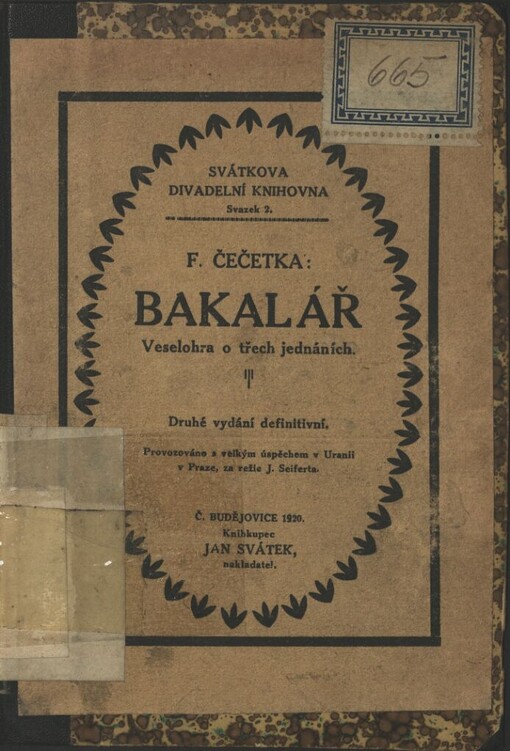 665
SVÁTKOVA
DIVADELNÍ KNIHOVNA
Svazek 2.
F. ČEČETKA:
BAKALÁŘ
Veselohra o třech jednáních.
Druhé vydání definitivní.
Provozováno s velkým úspěchem v Uranii
v Praze, za režie J. Seiferta.
Č. BUDĚJOVICE 1920.
Knihkupec
JAN SVÁTEK,
nakladatel.